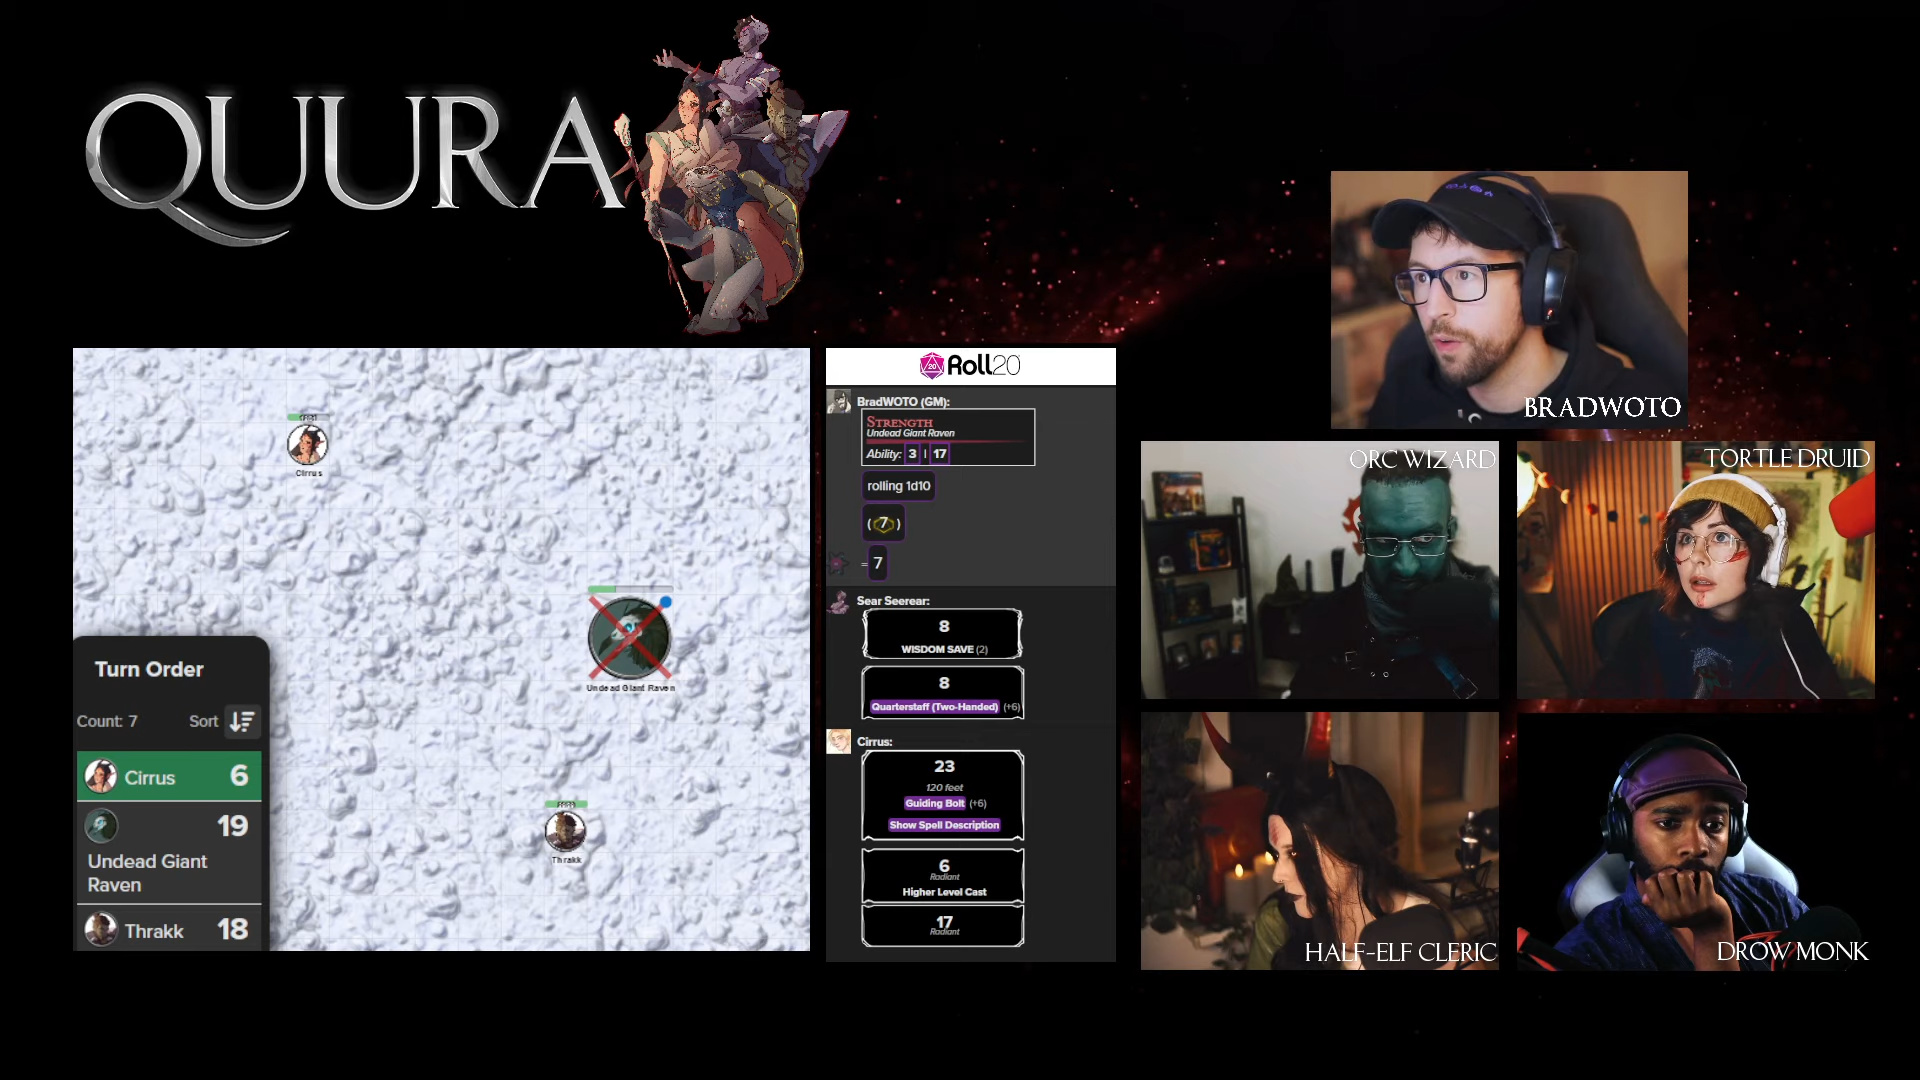 QUURA
Cirrus
Undead Giant Raven
Thrakk
Turn Order
Count: 7 Sort
Cirrus 6
19
Undead Giant
Raven
Thrakk 18
20 Roll20
BradWOTO (GM):
STRENGTH
Undead Giant Raven
Ability: 3 | 17
rolling 1d10
(7)
=7
Sear Seerear:
8
WISDOM SAVE (2)
8
Quarterstaff (Two-Handed) (+6)
Cirrus:
23
120 feet
Guiding Bolt (+6)
Show Spell Description
6
Radiant
Higher Level Cast
17
Radiant
BRADWOTO
ORC WIZARD
TORTLE DRUID
HALF-ELF CLERIC
DROW MONK